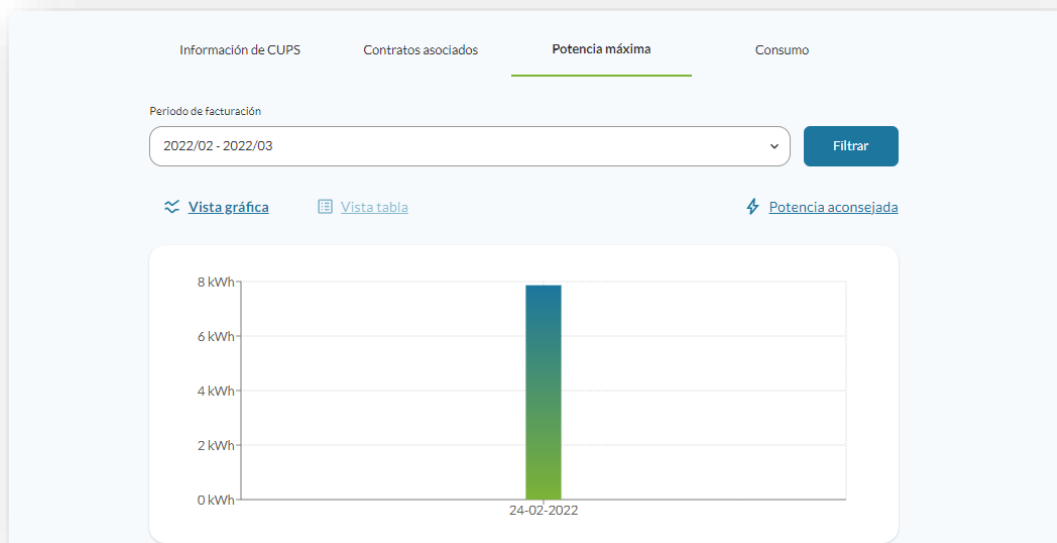 Información de CUPS Contratos asociados Potencia máxima Consumo
Periodo de facturación
2022/02 - 2022/03 Filtrar
Vista gráfica Vista tabla Potencia aconsejada
8 kWh
6 kWh
4 kWh
2 kWh
0 kWh
24-02-2022